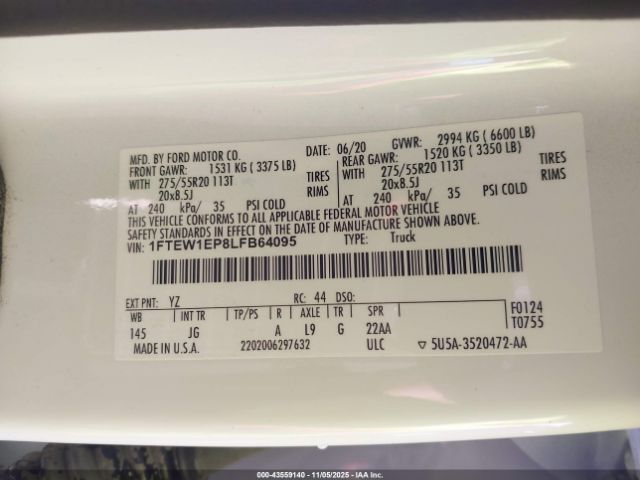 MFD. BY FORD MOTOR CO. DATE: 06/20 GVWR: 2994 KG ( 6600 LB)
FRONT GAWR: 1531 KG ( 3375 LB) REAR GAWR: 1520 KG ( 3350 LB)
WITH 275/55R20 113T TIRES WITH 275/55R20 113T TIRES
20x8.5J RIMS 20x8.5J RIMS
AT 240 kPa/ 35 PSI COLD AT 240 kPa/ 35 PSI COLD
THIS VEHICLE CONFORMS TO ALL APPLICABLE FEDERAL MOTOR VEHICLE
SAFETY STANDARDS IN EFFECT ON THE DATE OF MANUFACTURE SHOWN ABOVE.
VIN: 1FTEW1EP8LFB64095 TYPE: Truck
EXT PNT: YZ RC: 44 DSO: F0124
WB INT TR TP/PS R AXLE TR SPR T0755
145 JG A L9 G 22AA
MADE IN U.S.A. 2202006297632 ULC ▽ 5U5A-3520472-AA
000-43559140 - 11/05/2025 - IAAI.com